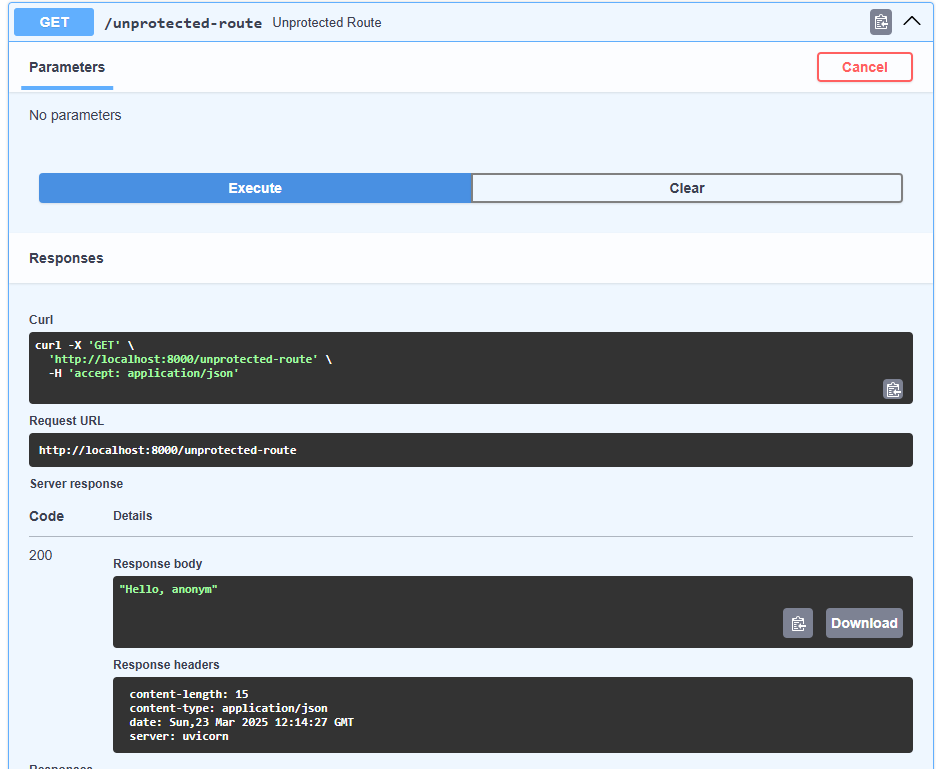 GET /unprotected-route Unprotected Route
Parameters
Cancel
No parameters
Execute
Clear
Responses
Curl
curl -X 'GET' \
'http://localhost:8000/unprotected-route' \
-H 'accept: application/json'
Request URL
http://localhost:8000/unprotected-route
Server response
Code Details
200
Response body
"Hello, anonym"
Download
Response headers
content-length: 15
content-type: application/json
date: Sun,23 Mar 2025 12:14:27 GMT
server: uvicorn
Responses